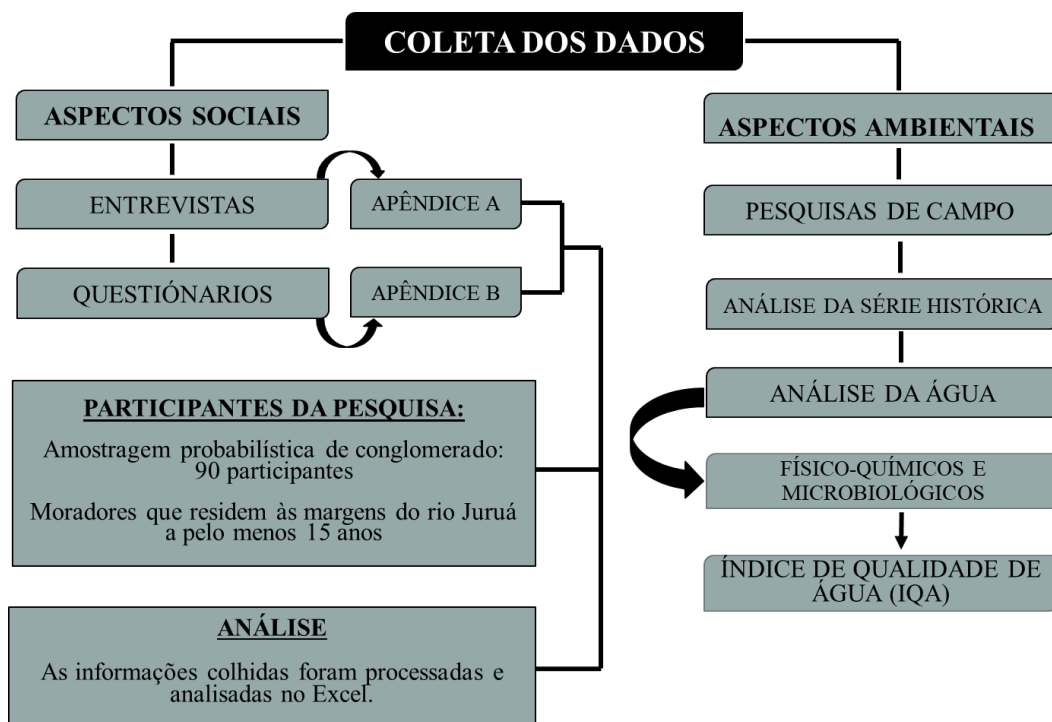 COLETA DOS DADOS
ASPECTOS SOCIAIS
ENTREVISTAS
APÊNDICE A
QUESTIÓNARIOS
APÊNDICE B
PARTICIPANTES DA PESQUISA:
Amostragem probabilística de conglomerado:
90 participantes
Moradores que residem às margens do rio Juruá
a pelo menos 15 anos
ANÁLISE
As informações colhidas foram processadas e
analisadas no Excel.
ASPECTOS AMBIENTAIS
PESQUISAS DE CAMPO
ANÁLISE DA SÉRIE HISTÓRICA
ANÁLISE DA ÁGUA
FÍSICO-QUÍMICOS E
MICROBIOLÓGICOS
ÍNDICE DE QUALIDADE DE
ÁGUA (IQA)